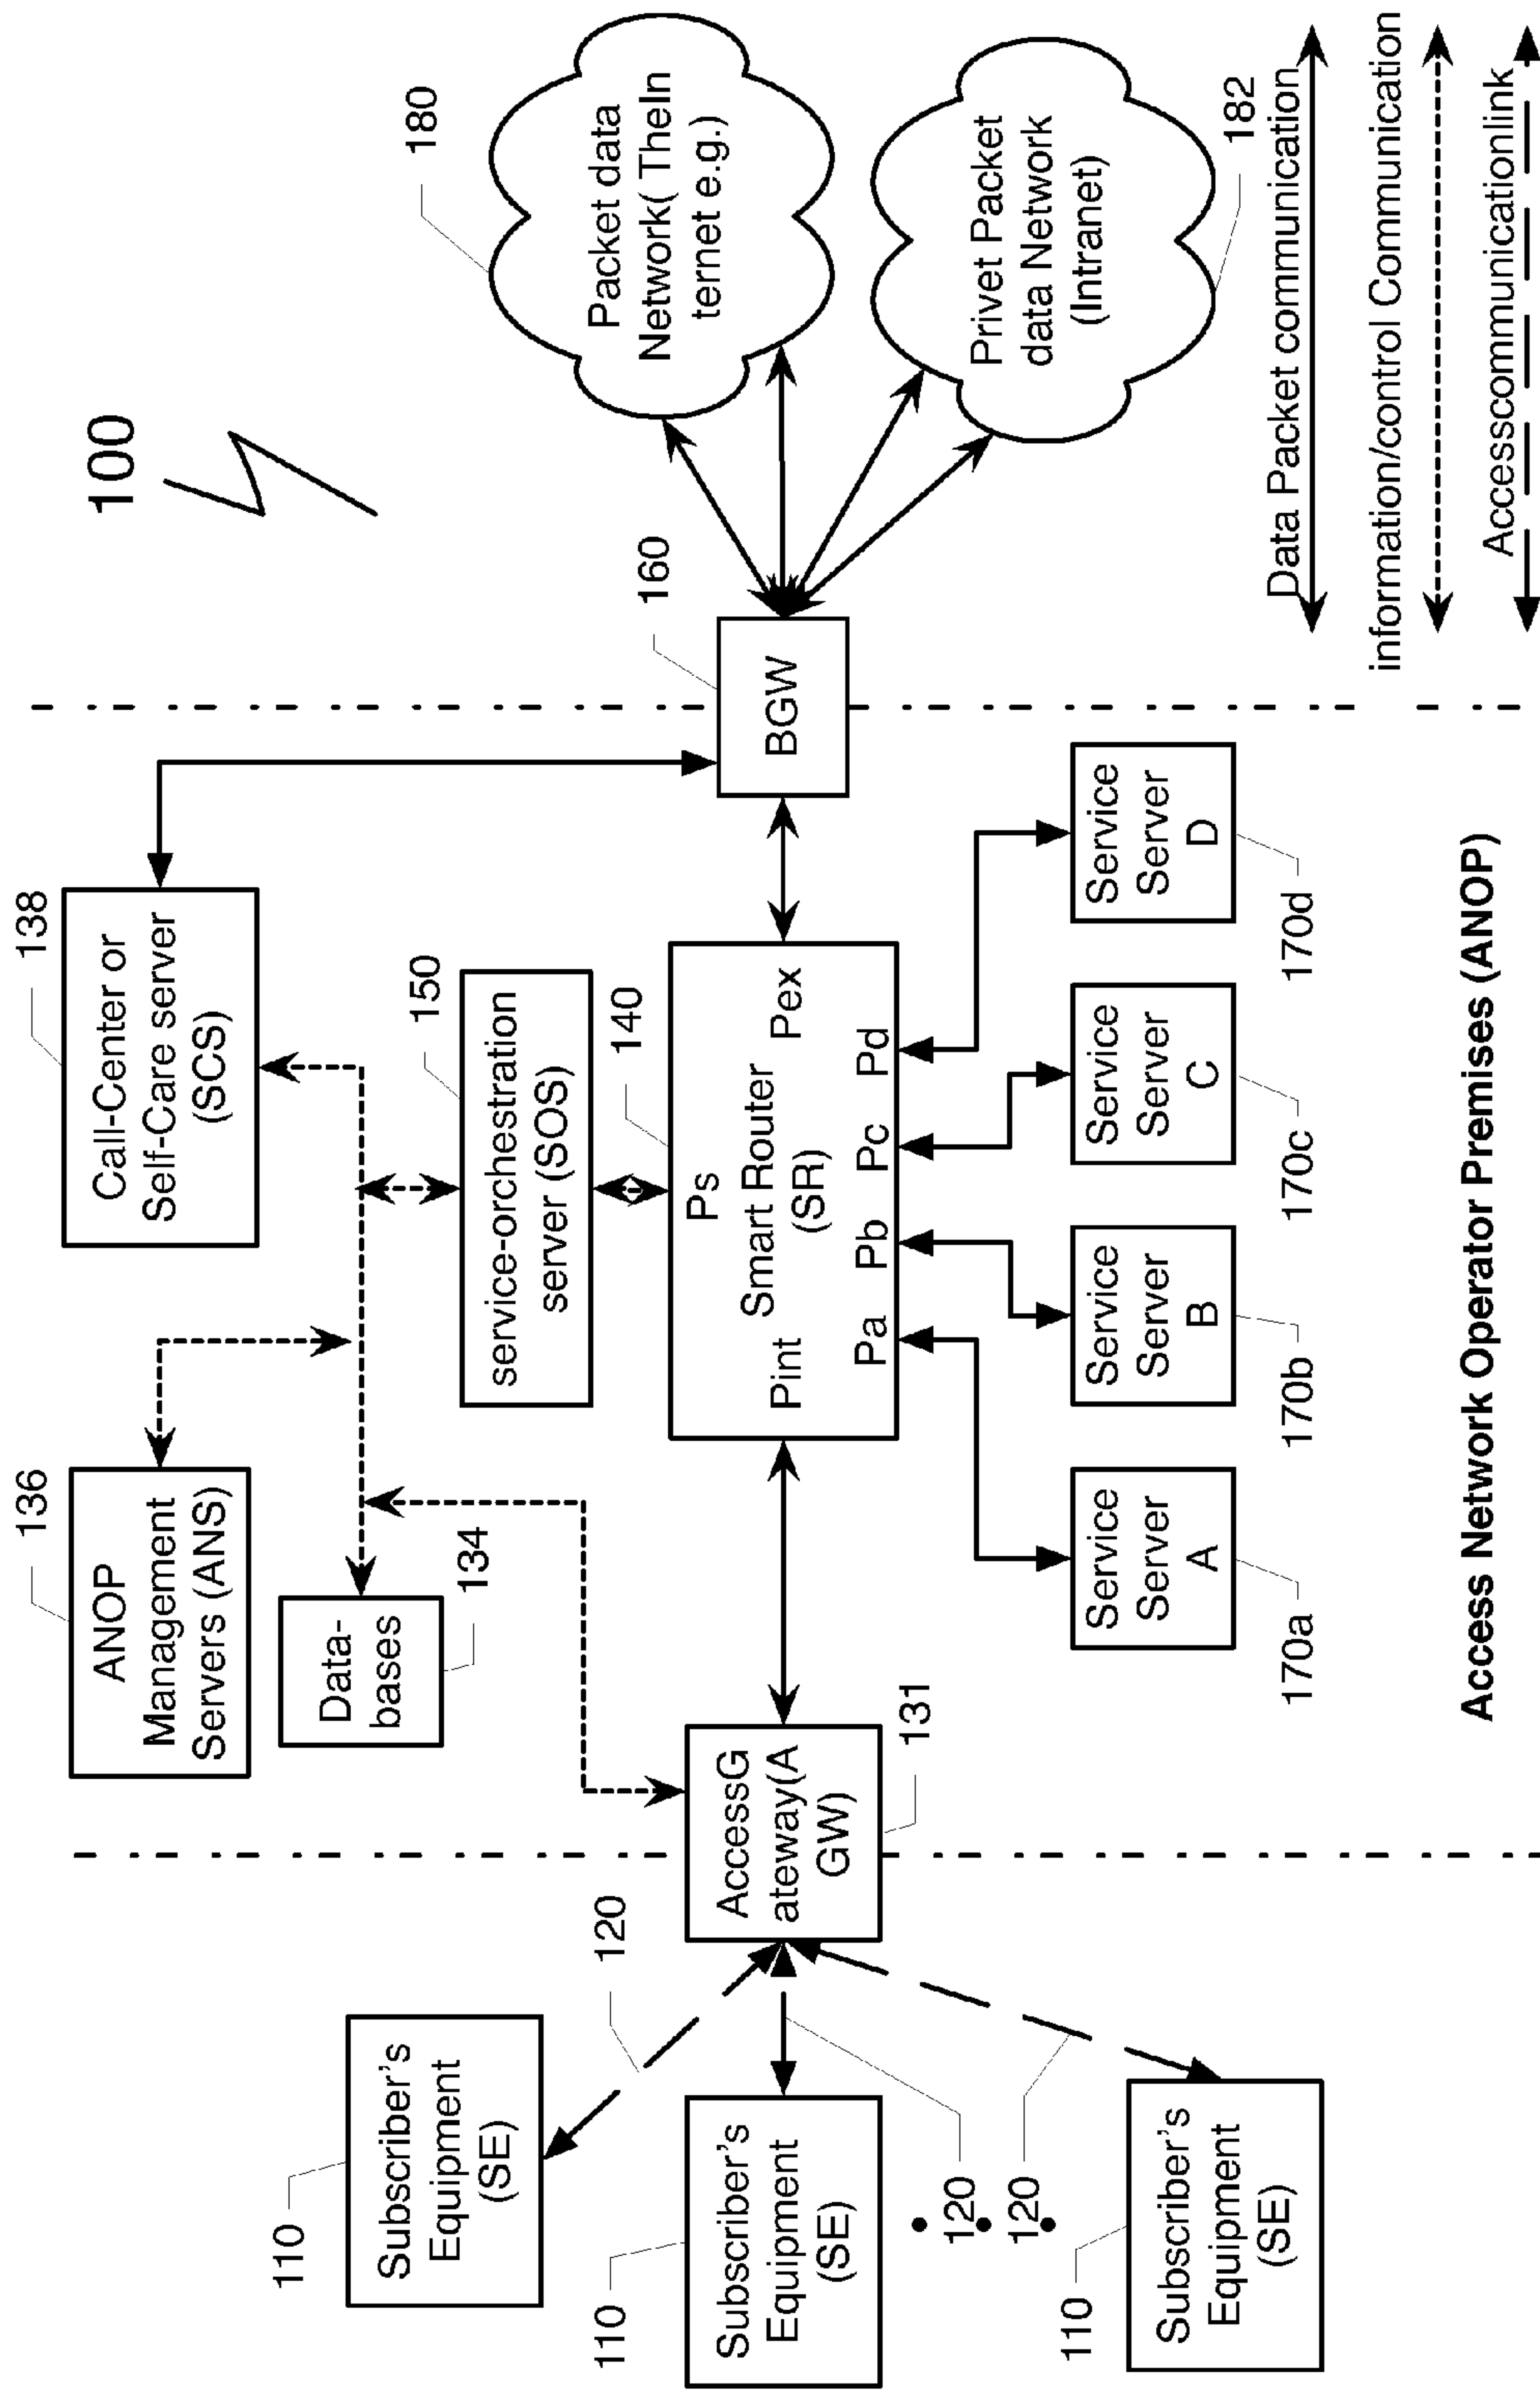 100
136
ANOP
Management
Servers (ANS)
138
Call-Center or
Self-Care server
(SCS)
Data-
bases
134
150
service-orchestration
server (SOS)
180
Packet data
Network( TheIn
ternet e.g.)
110
Subscriber's
Equipment
(SE)
120
110
Subscriber's
Equipment
(SE)
AccessG
ateway(A
GW)
131
140
Ps
Smart Router
(SR)
Pint
Pex
Pa
Pb
Pc
Pd
160
BGW
Privet Packet
data Network
(Intranet)
182
120
120
110
Subscriber's
Equipment
(SE)
Service
Server
A
170a
Service
Server
B
170b
Service
Server
C
170c
Service
Server
D
170d
Data Packet communication
information/control Communication
Accesscommunicationlink
Access Network Operator Premises (ANOP)